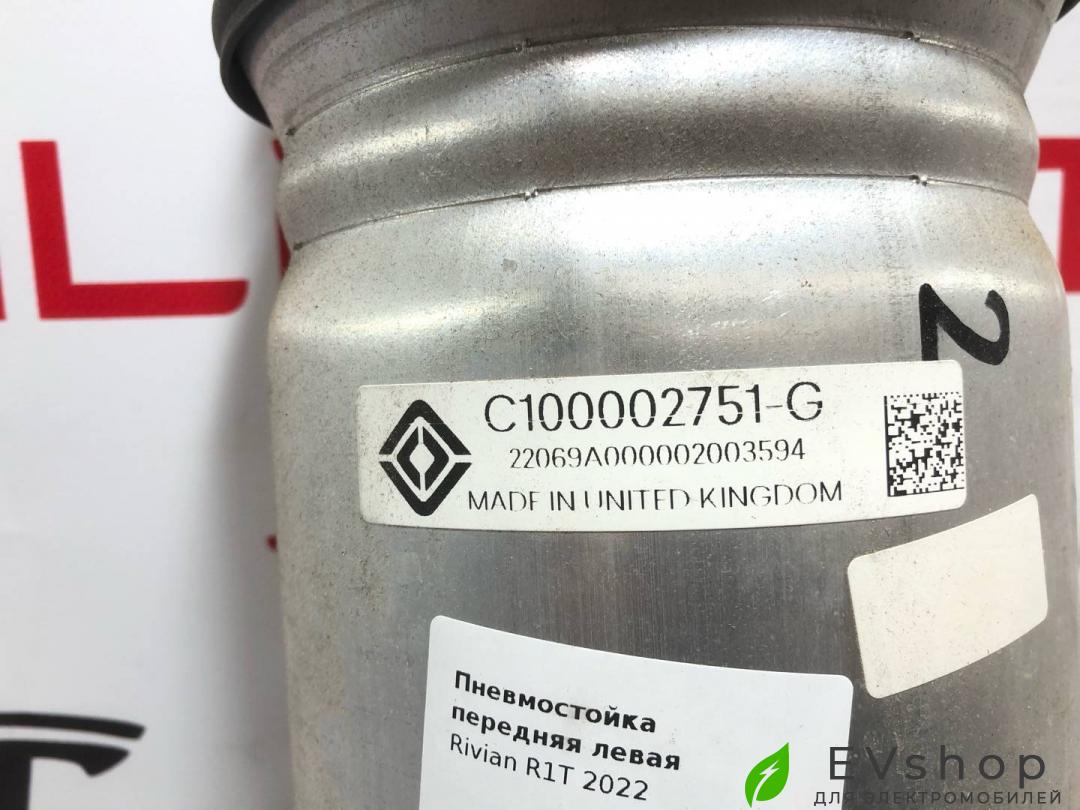 2
C100002751-G
22069A000002003594
MADE IN UNITED KINGDOM
Пневмостойка
передняя левая
Rivian R1T 2022
EVshop
ДЛЯ ЭЛЕКТРОМОБИЛЕЙ